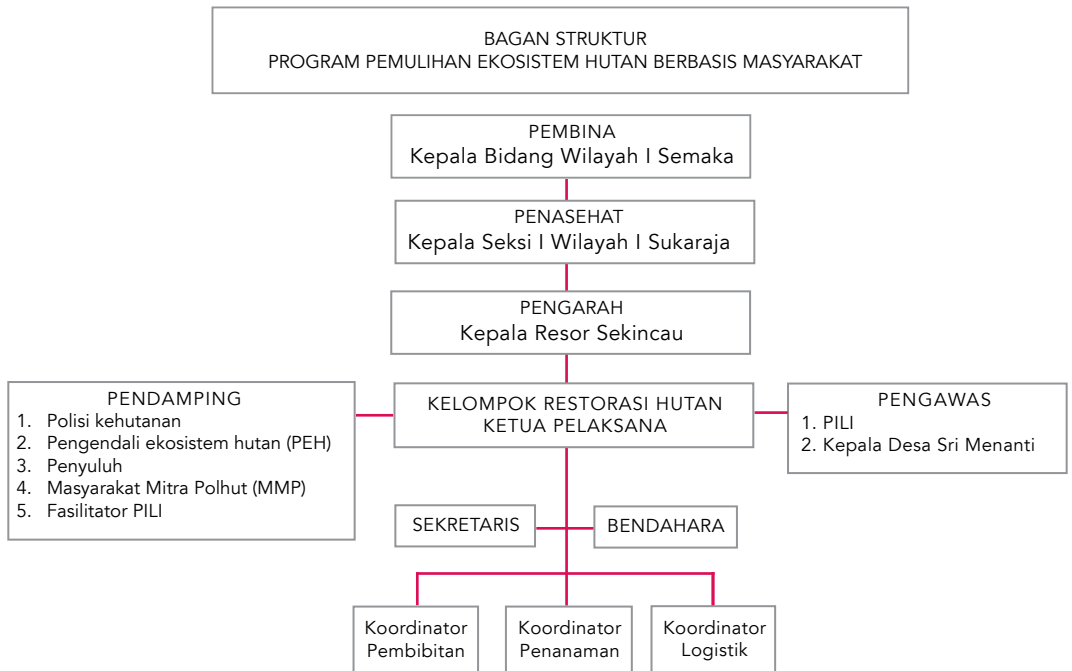 BAGAN STRUKTUR
PROGRAM PEMULIHAN EKOSISTEM HUTAN BERBASIS MASYARAKAT
PEMBINA
Kepala Bidang Wilayah I Semaka
PENASEHAT
Kepala Seksi I Wilayah I Sukaraja
PENGARAH
Kepala Resor Sekincau
PENDAMPING
1. Polisi kehutanan
2. Pengendali ekosistem hutan (PEH)
3. Penyuluh
4. Masyarakat Mitra Polhut (MMP)
5. Fasilitator PILI
KELOMPOK RESTORASI HUTAN
KETUA PELAKSANA
PENGAWAS
1. PILI
2. Kepala Desa Sri Menanti
SEKRETARIS
BENDAHARA
Koordinator
Pembibitan
Koordinator
Penanaman
Koordinator
Logistik